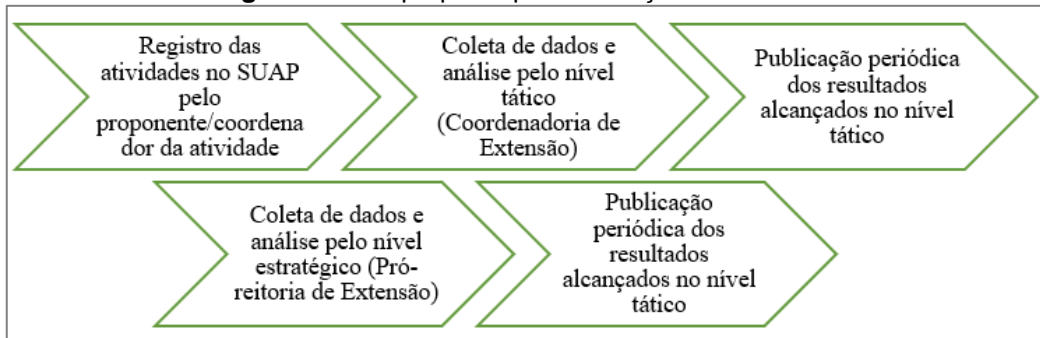 Registro das
atividades no SUAP
pelo
proponente/coordena
dor da atividade
Coleta de dados e
análise pelo nível
tático
(Coordenadoria de
Extensão)
Publicação periódica
dos resultados
alcançados no nível
tático
Coleta de dados e
análise pelo nível
estratégico (Pró-
reitoria de Extensão)
Publicação
periódica dos
resultados
alcançados no nível
tático